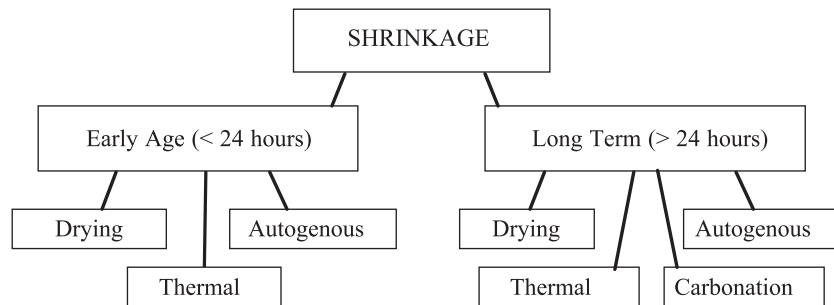 SHRINKAGE
Early Age (< 24 hours)
Long Term (> 24 hours)
Drying
Autogenous
Drying
Autogenous
Thermal
Thermal
Carbonation